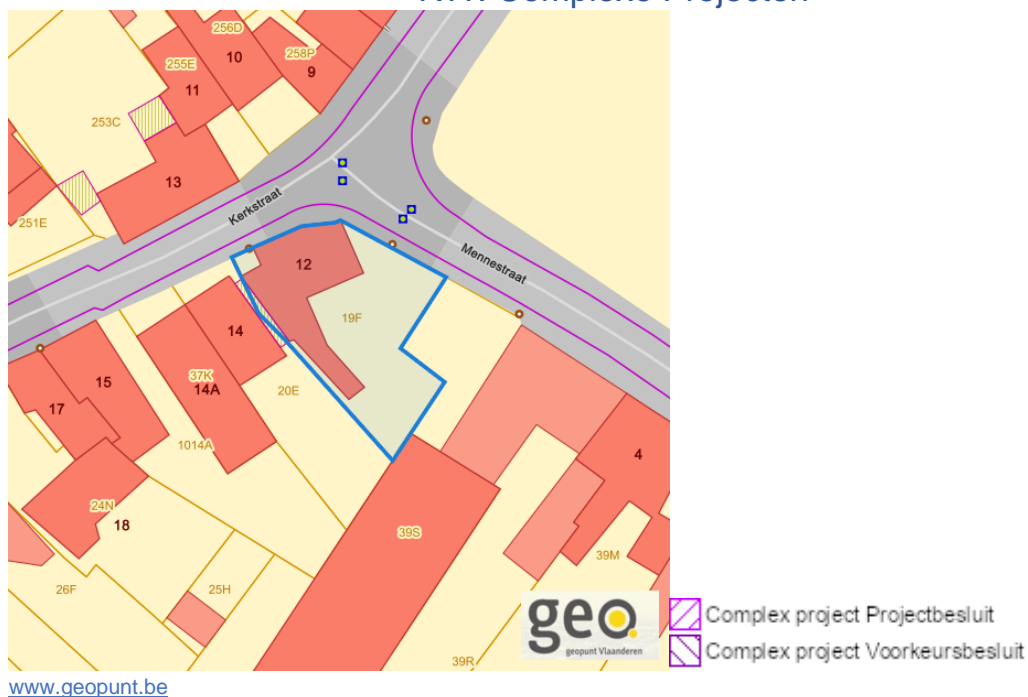 256D
10
258P
9
255E
11
253C
13
251E
Kerkstraat
Mennestraat
12
19F
14
37K
14A
20E
15
17
1014A
4
24N
18
39S
39M
26F
25H
39R
geo.
geopunt Vlaanderen
Complex project Projectbesluit
Complex project Voorkeursbesluit
www.geopunt.be